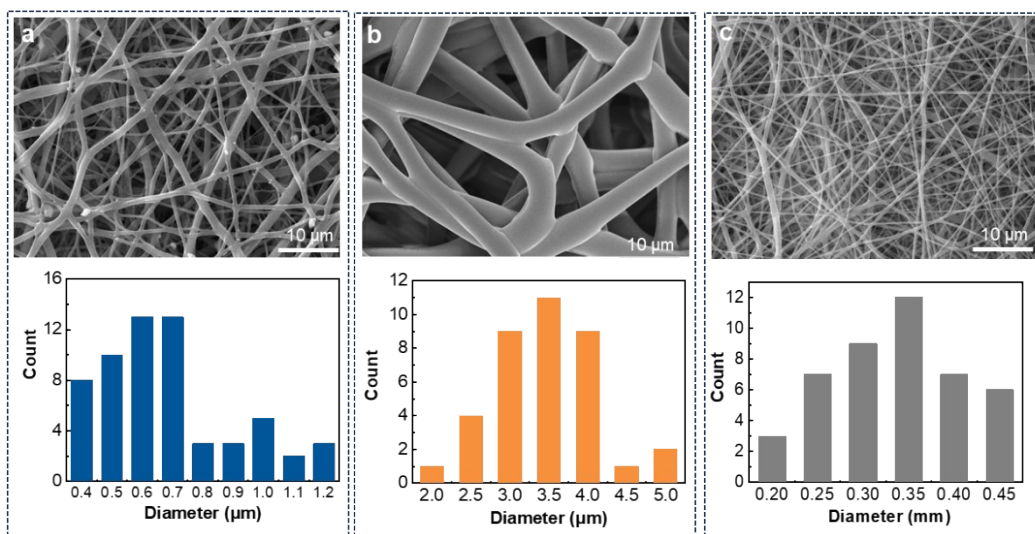 a
10 μm
16
12
8
4
0
Count
0.4 0.5 0.6 0.7 0.8 0.9 1.0 1.1 1.2
Diameter (μm)
b
10 μm
12
10
8
6
4
2
0
Count
2.0 2.5 3.0 3.5 4.0 4.5 5.0
Diameter (μm)
c
10 μm
12
10
8
6
4
2
0
Count
0.20 0.25 0.30 0.35 0.40 0.45
Diameter (mm)